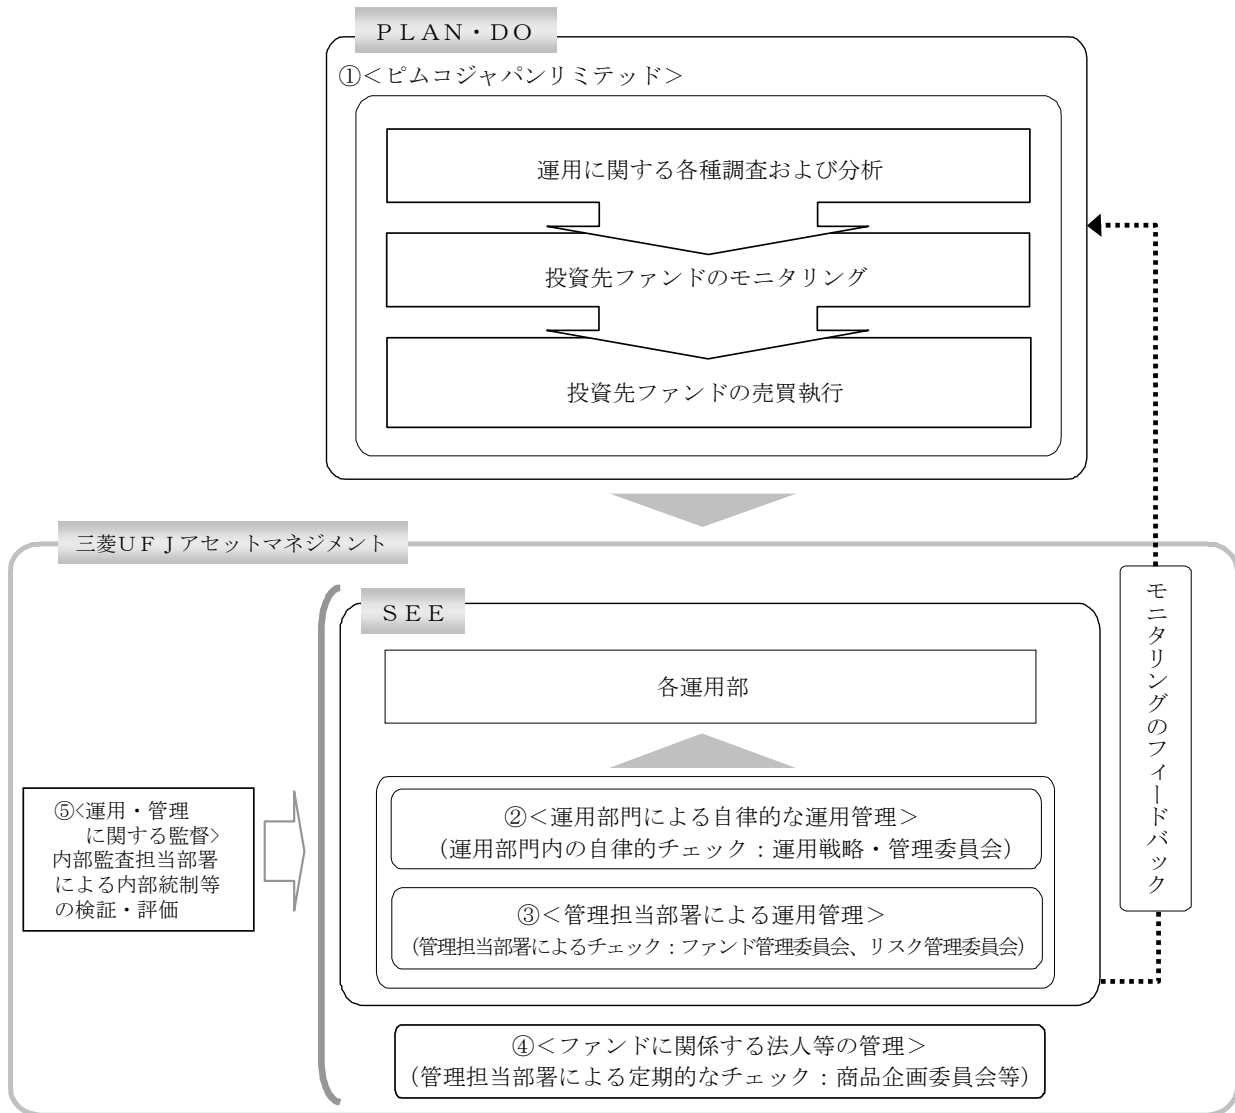 ＰＬＡＮ・ＤＯ
①＜ピムコジャパンリミテッド＞
運用に関する各種調査および分析
投資先ファンドのモニタリング
投資先ファンドの売買執行
三菱ＵＦＪアセットマネジメント
ＳＥＥ
各運用部
②＜運用部門による自律的な運用管理＞
（運用部門内の自律的チェック：運用戦略・管理委員会）
③＜管理担当部署による運用管理＞
（管理担当部署によるチェック：ファンド管理委員会、リスク管理委員会）
④＜ファンドに関係する法人等の管理＞
（管理担当部署による定期的なチェック：商品企画委員会等）
⑤<運用・管理
に関する監督>
内部監査担当部署
による内部統制等
の検証・評価
モニタリングのフィードバック